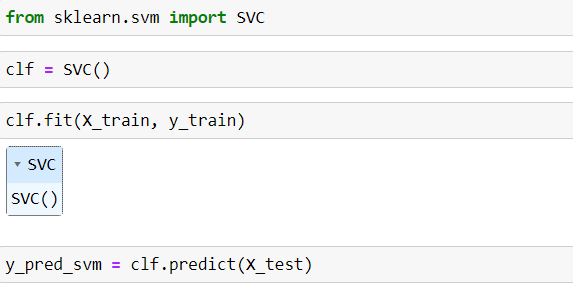 from sklearn.svm import SVC
clf = SVC()
clf.fit(X_train, y_train)
▾ SVC
SVC()
y_pred_svm = clf.predict(X_test)